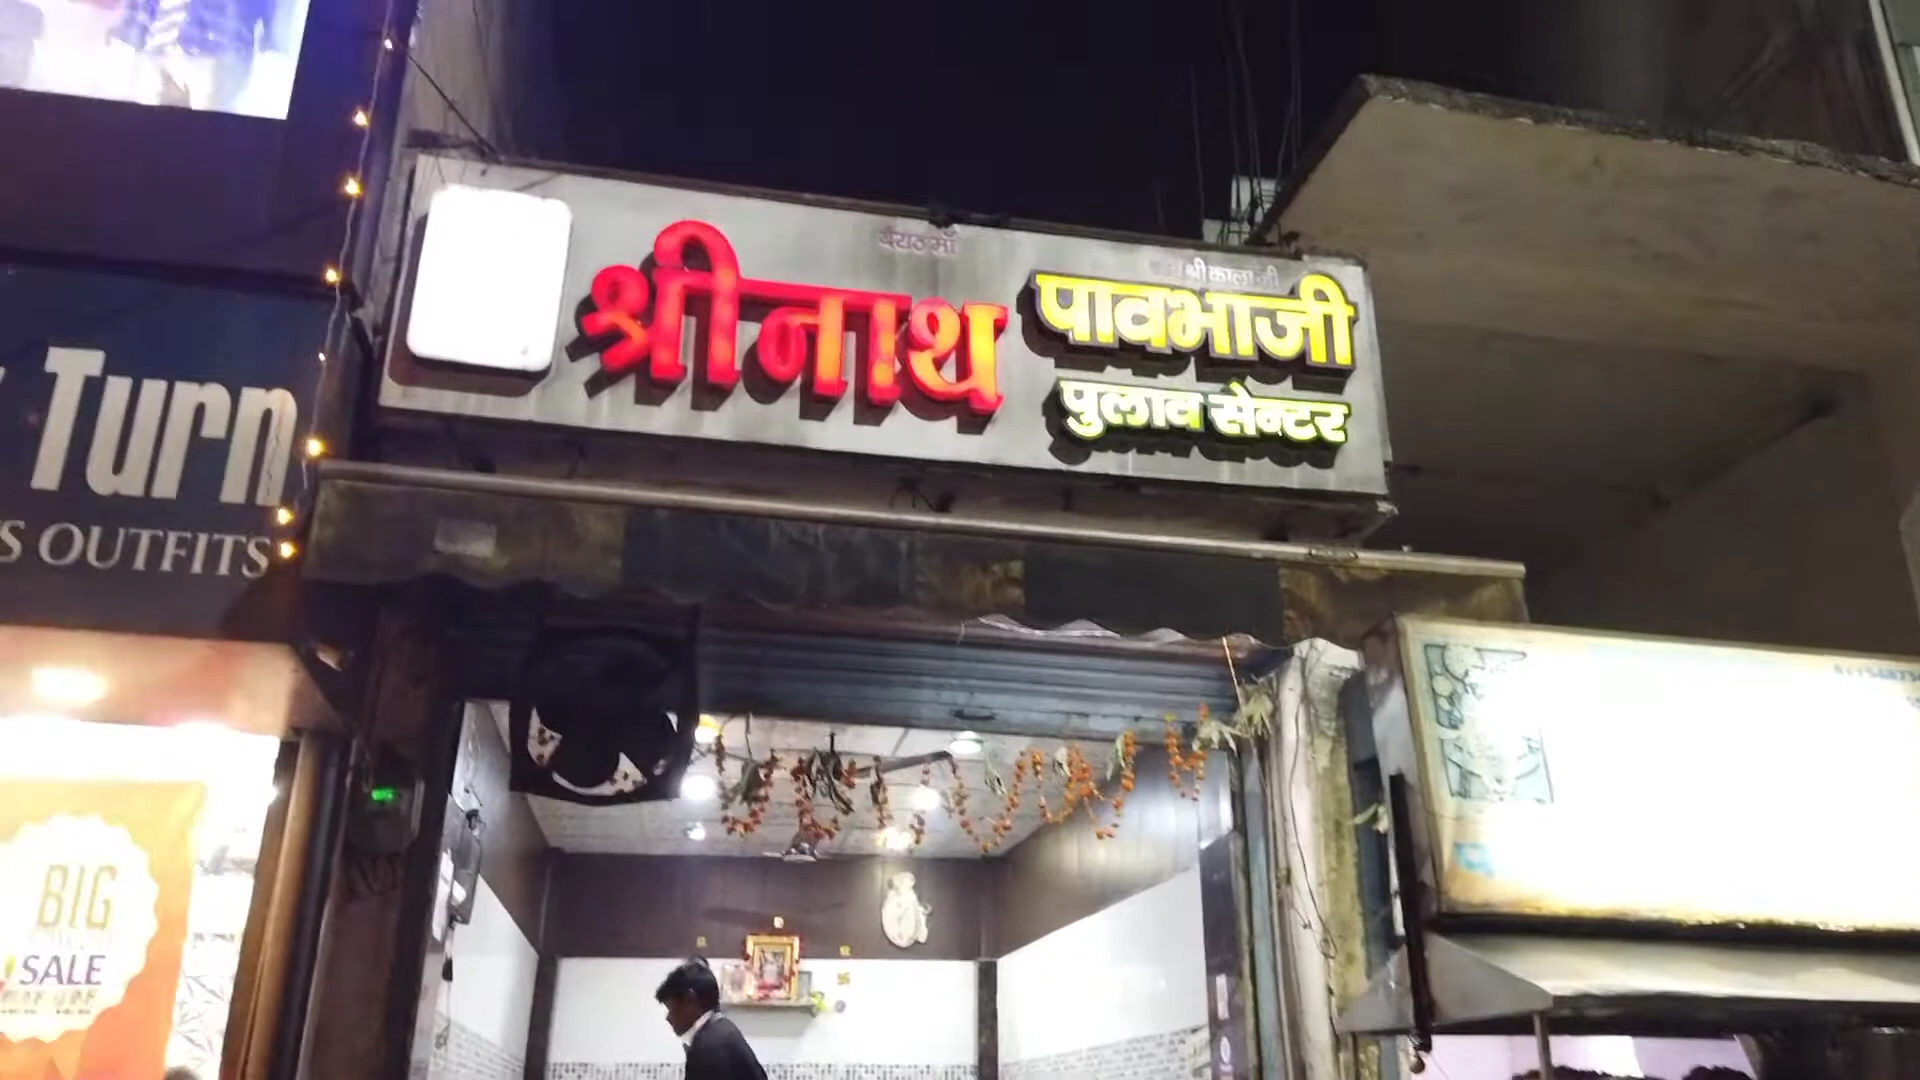 Turn
S OUTFITS
श्रीनाथ
पावभाजी
पुलाव सेन्टर
BIG
SALE